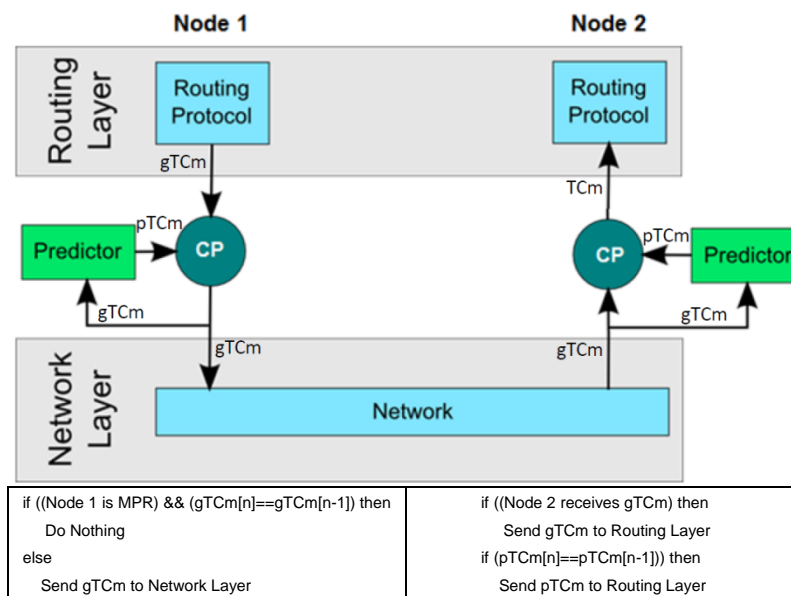 Node 1
Node 2
Routing
Layer
Routing
Protocol
Routing
Protocol
gTCm
TCm
pTCm
Predictor
CP
gTCm
gTCm
pTCm
CP
Predictor
gTCm
gTCm
Network
Layer
Network
if ((Node 1 is MPR) && (gTCm[n]==gTCm[n-1]) then
Do Nothing
else
Send gTCm to Network Layer
if ((Node 2 receives gTCm) then
Send gTCm to Routing Layer
if (pTCm[n]==pTCm[n-1])) then
Send pTCm to Routing Layer